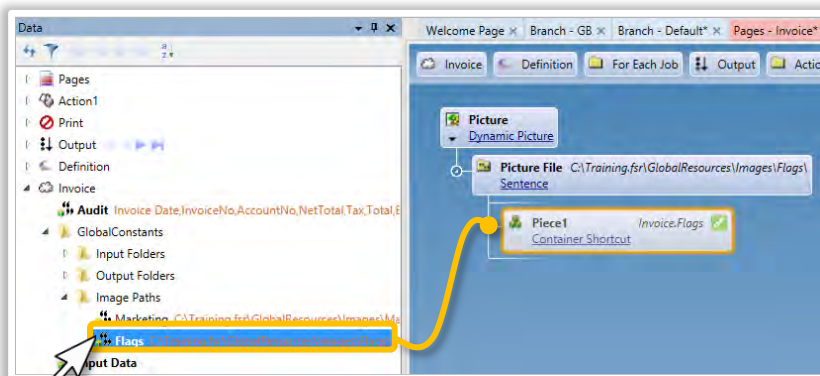 Data
Welcome Page × Branch - GB × Branch - Default* × Pages - Invoice*
Pages
Action1
Print
Output
Definition
Invoice
Audit Invoice Date,InvoiceNo,AccountNo,NetTotal,Tax,Total,
GlobalConstants
Input Folders
Output Folders
Image Paths
Marketing C:\Training.fsr\GlobalResources\Images\Ma
Flags
put Data
Invoice Definition For Each Job Output Actio
Picture
Dynamic Picture
Picture File C:\Training.fsr\GlobalResources\Images\Flags\
Sentence
Piece1 Invoice.Flags
Container Shortcut